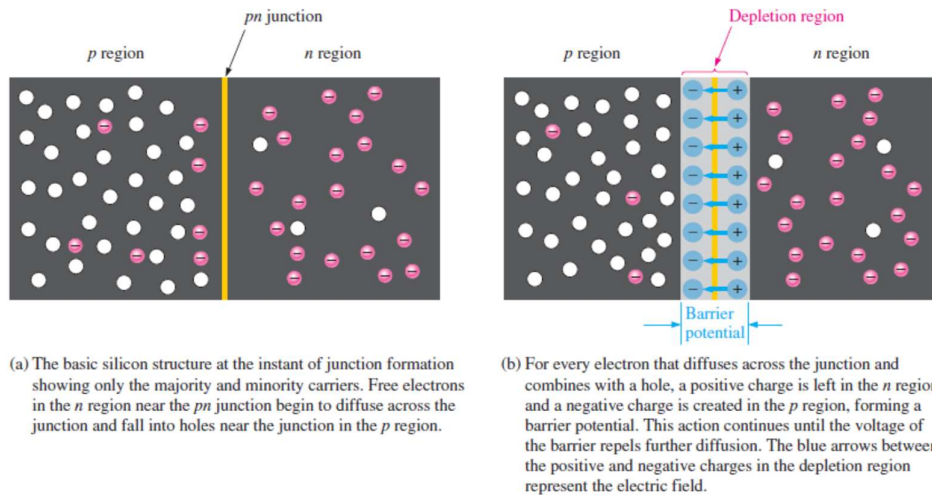 pn junction
p region
n region
Depletion region
p region
n region
Barrier
potential
(a) The basic silicon structure at the instant of junction formation
showing only the majority and minority carriers. Free electrons
in the n region near the pn junction begin to diffuse across the
junction and fall into holes near the junction in the p region.
(b) For every electron that diffuses across the junction and
combines with a hole, a positive charge is left in the n region
and a negative charge is created in the p region, forming a
barrier potential. This action continues until the voltage of
the barrier repels further diffusion. The blue arrows between
the positive and negative charges in the depletion region
represent the electric field.